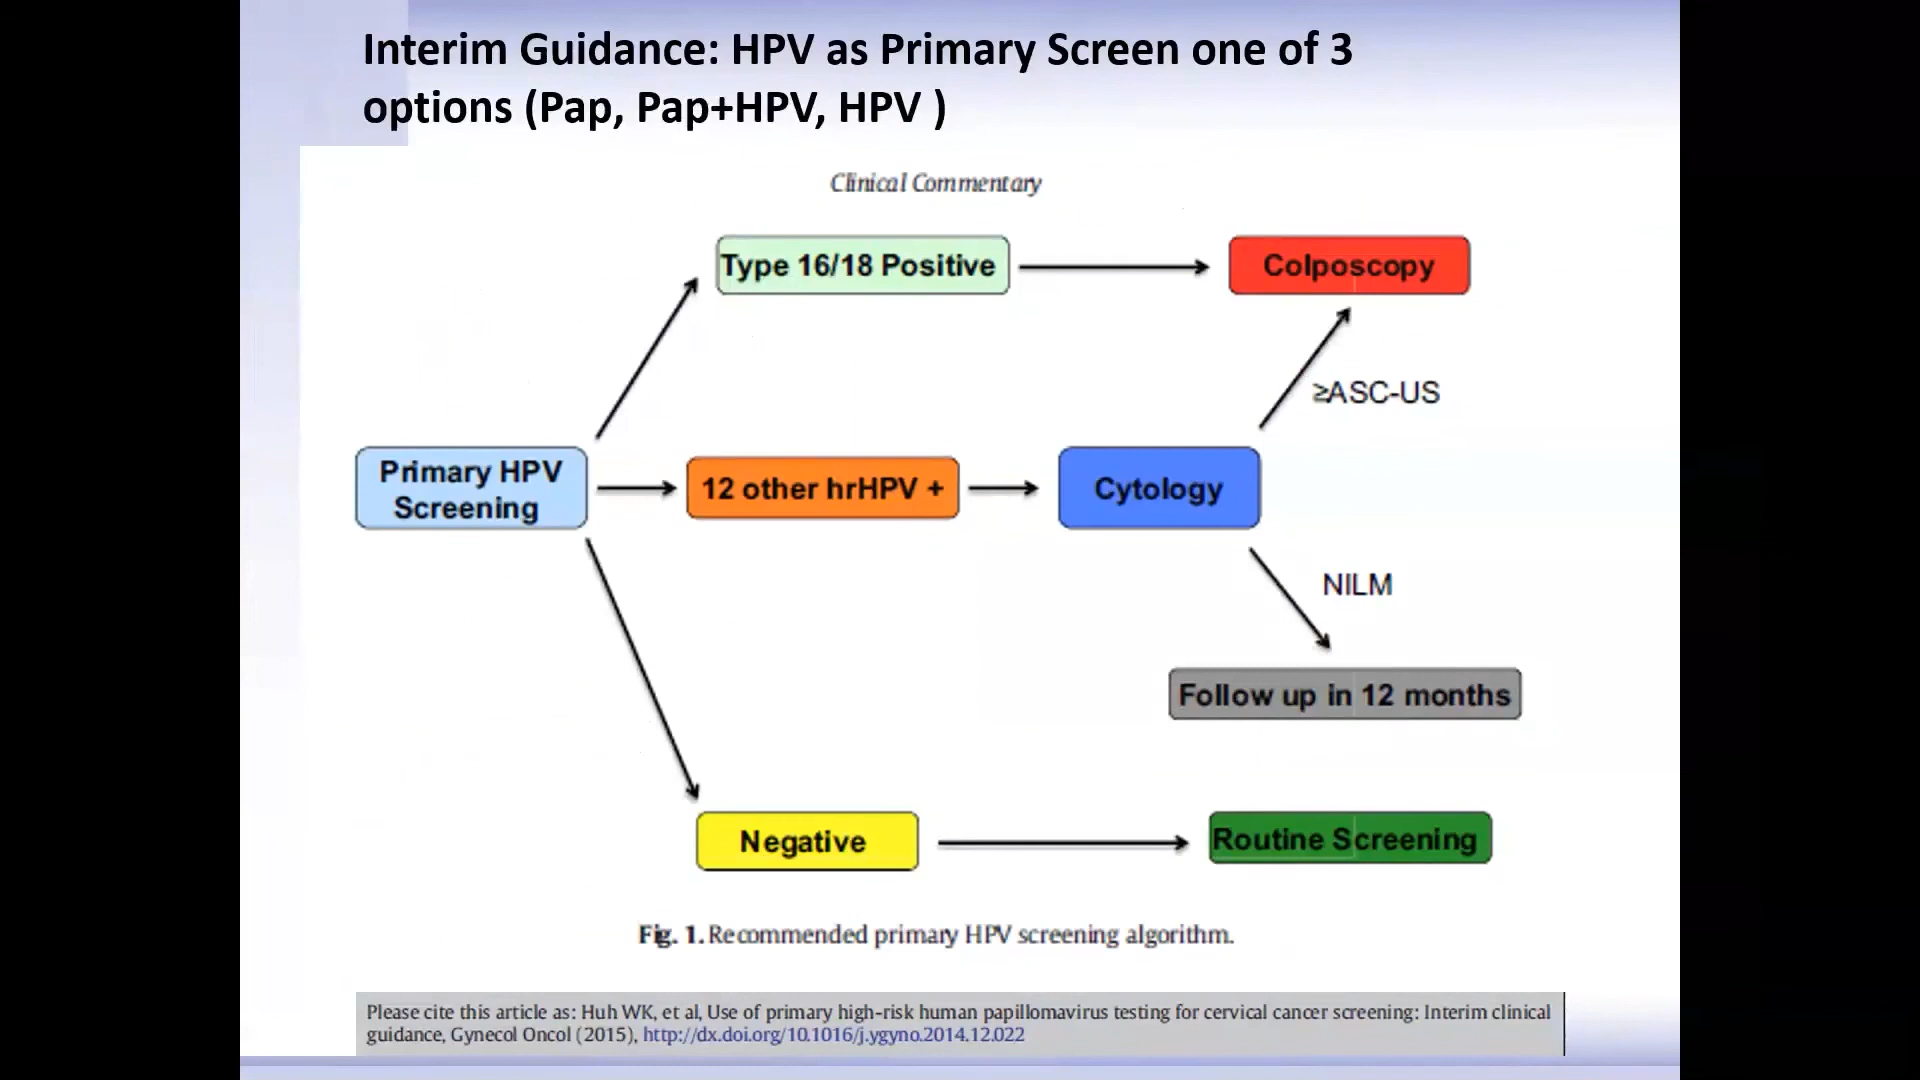 Interim Guidance: HPV as Primary Screen one of 3
options (Pap, Pap+HPV, HPV )
Clinical Commentary
Type 16/18 Positive
Colposcopy
≥ASC-US
Primary HPV
Screening
12 other hrHPV +
Cytology
NILM
Follow up in 12 months
Negative
Routine Screening
Fig. 1. Recommended primary HPV screening algorithm.
Please cite this article as: Huh WK, et al, Use of primary high-risk human papillomavirus testing for cervical cancer screening: Interim clinical
guidance, Gynecol Oncol (2015), http://dx.doi.org/10.1016/j.ygyno.2014.12.022